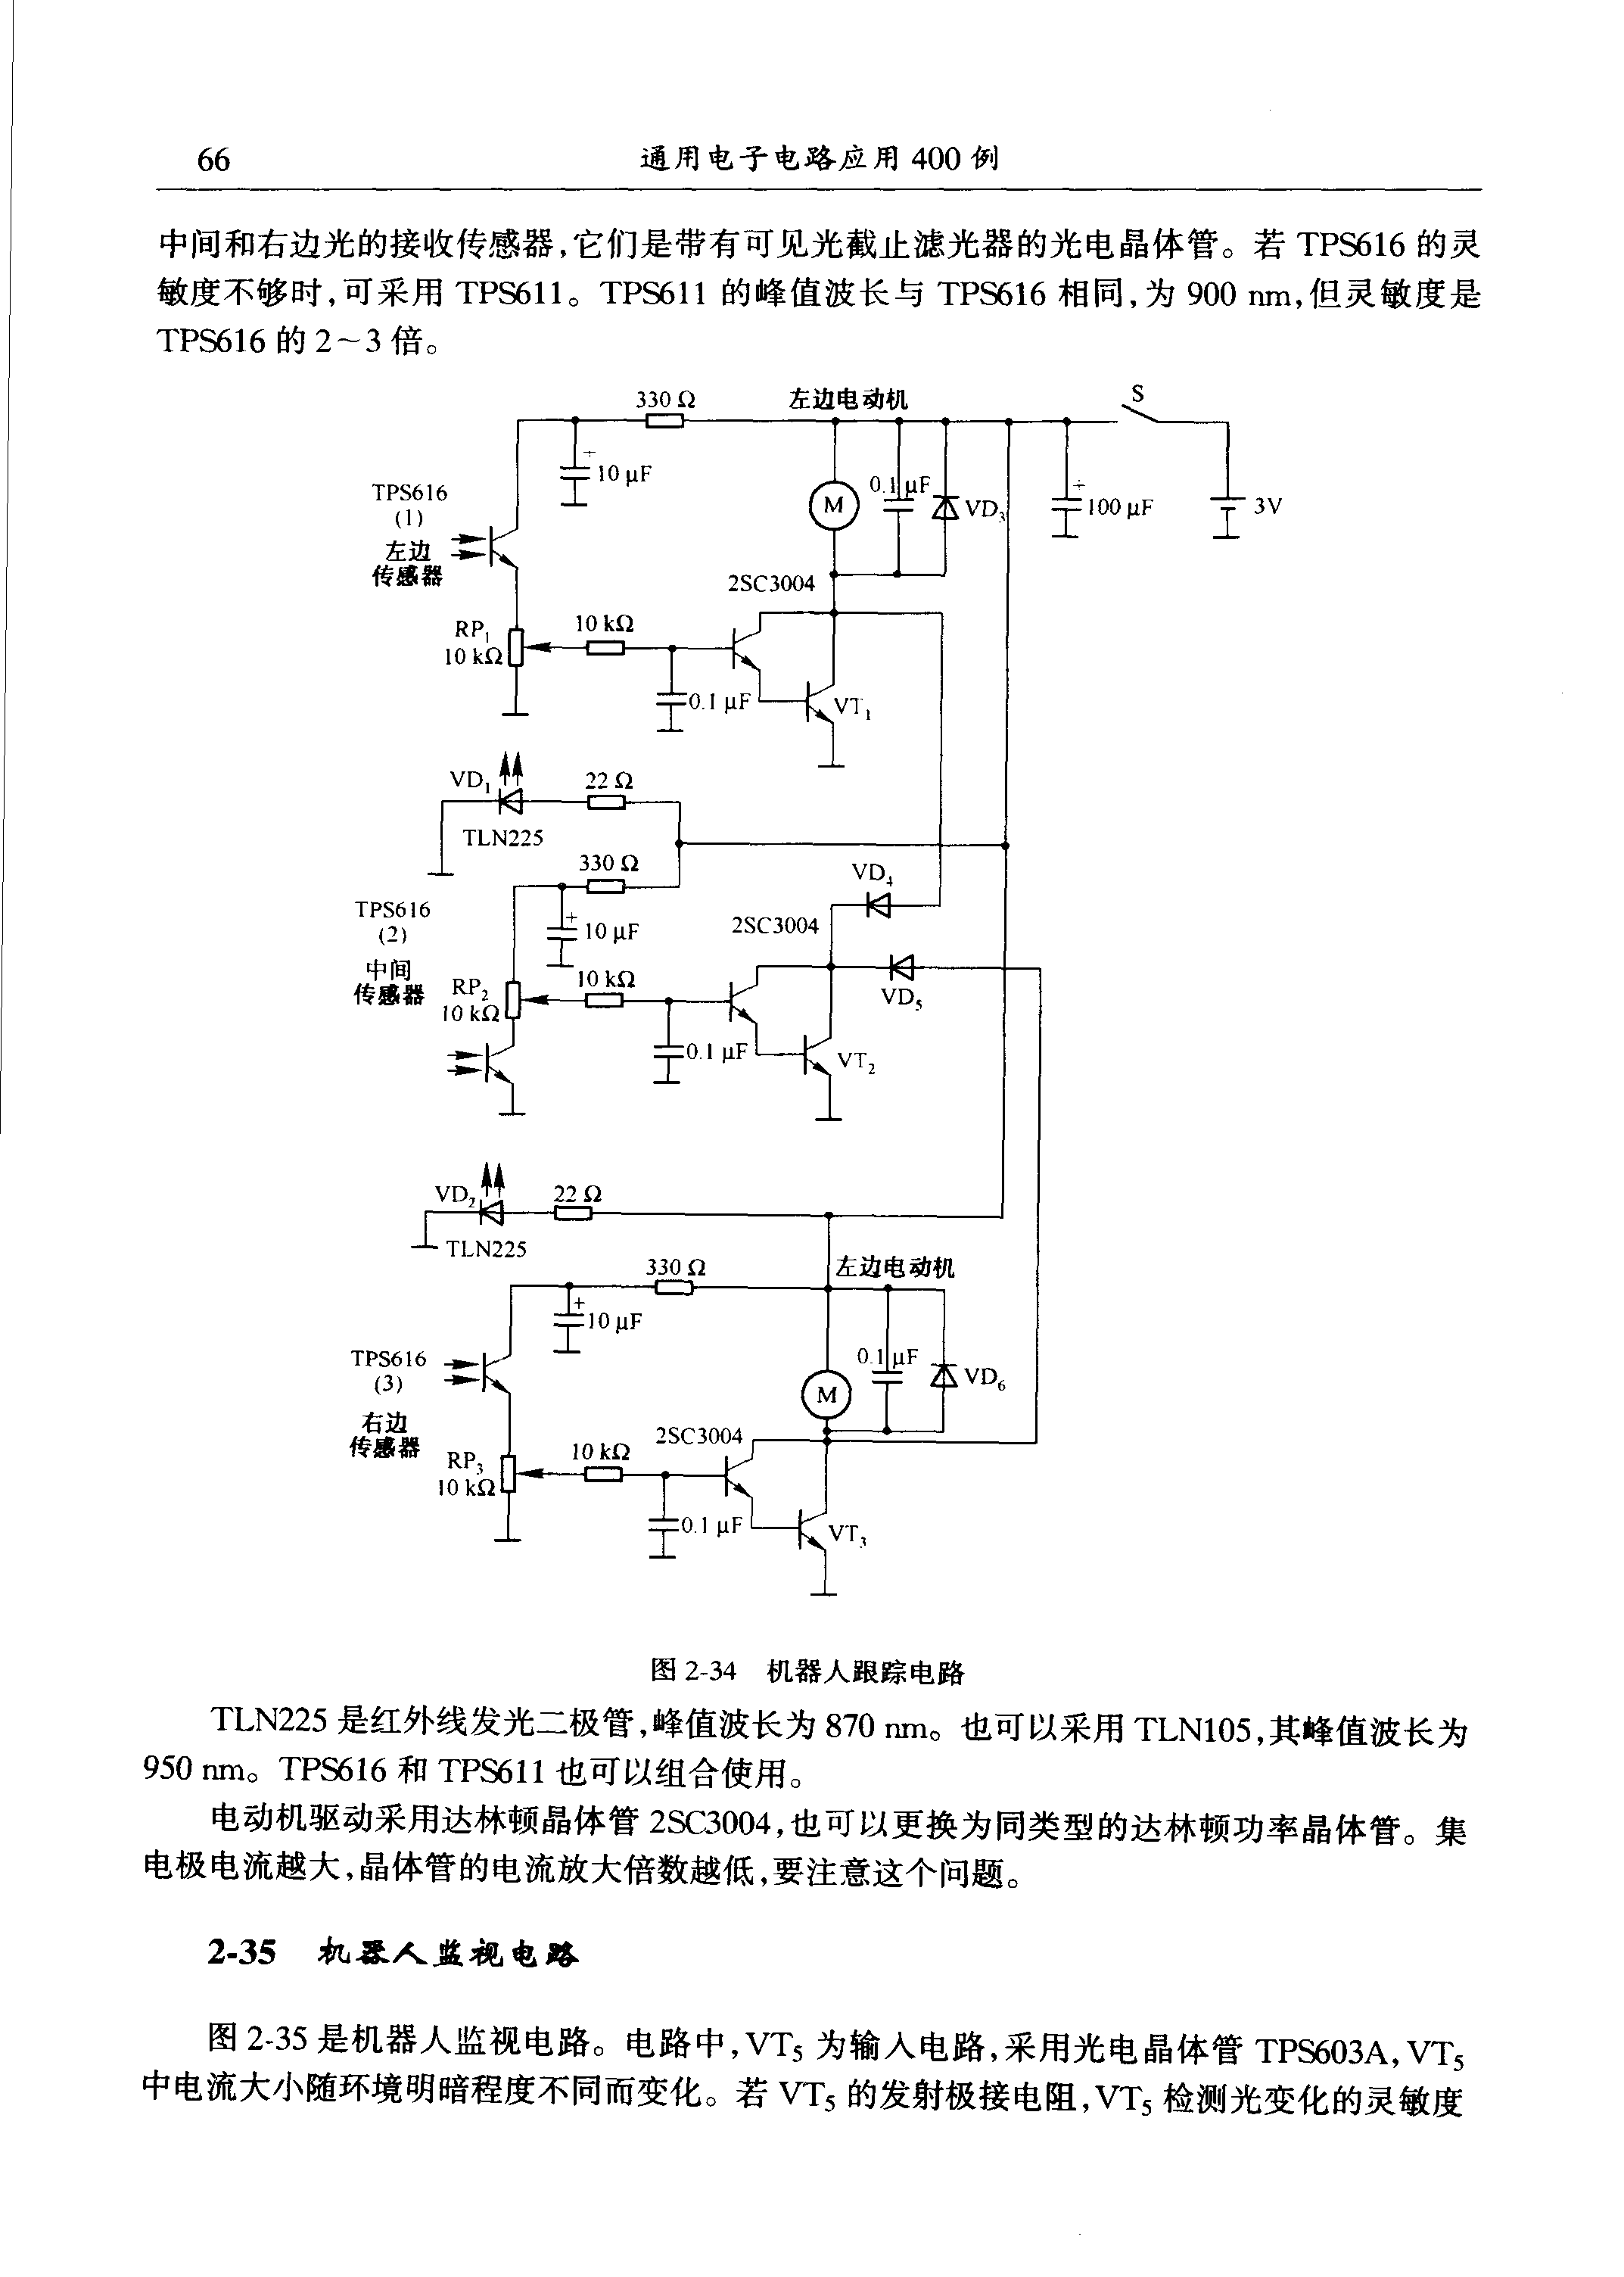 66
通用电子电路应用 400 例
中间和右边光的接收传感器,它们是带有可见光截止滤光器的光电晶体管。若 TPS616 的灵
敏度不够时,可采用 TPS611。TPS611 的峰值波长与 TPS616 相同,为 900 nm,但灵敏度是
TPS616 的 2～3 倍。
330 Ω
左边电动机
S
+
10 μF
TPS616
(1)
左边
传感器
M
0.1 μF
VD₃
+
100 μF
3V
2SC3004
RP₁
10 kΩ
10 kΩ
0.1 μF
VT₁
VD₁
22 Ω
TLN225
330 Ω
VD₄
TPS616
(2)
中间
传感器
+
10 μF
2SC3004
RP₂
10 kΩ
10 kΩ
VD₅
0.1 μF
VT₂
VD₂
22 Ω
TLN225
330 Ω
左边电动机
+
10 μF
TPS616
(3)
右边
传感器
M
0.1 μF
VD₆
2SC3004
RP₃
10 kΩ
10 kΩ
0.1 μF
VT₃
图 2-34 机器人跟踪电路
TLN225 是红外线发光二极管,峰值波长为 870 nm。也可以采用 TLN105,其峰值波长为
950 nm。TPS616 和 TPS611 也可以组合使用。
电动机驱动采用达林顿晶体管 2SC3004,也可以更换为同类型的达林顿功率晶体管。集
电极电流越大,晶体管的电流放大倍数越低,要注意这个问题。
2-35 机器人监视电路
图 2-35 是机器人监视电路。电路中,VT₅ 为输入电路,采用光电晶体管 TPS603A,VT₅
中电流大小随环境明暗程度不同而变化。若 VT₅ 的发射极接电阻,VT₅ 检测光变化的灵敏度